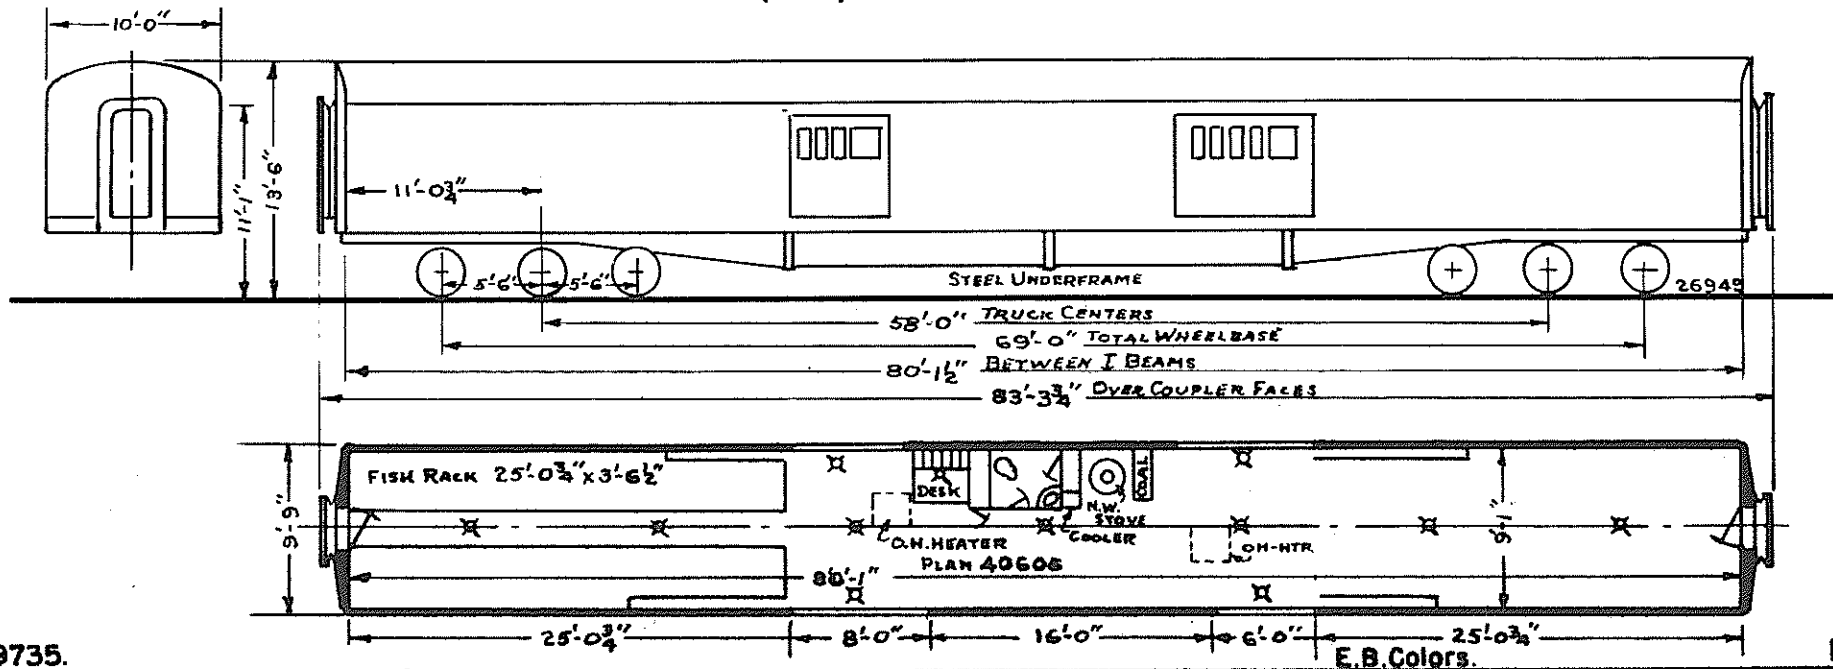 10'-0"
11'-1"
13'-6"
11'-0¾"
5'-6" 5'-6"
STEEL UNDERFRAME
26949
58'-0" TRUCK CENTERS
69'-0" TOTAL WHEELBASE
80'-1½" BETWEEN I BEAMS
83'-3¾" OVER COUPLER FACES
FISH RACK 25'-0¾" x 3'-6½"
DESK
COAL
N.W.
STOVE
COOLER
O.H. HEATER
OH-HTR
PLAN 40606
9'-9"
9'-1"
80'-1"
25'-0¾" 8'-0" 16'-0" 6'-0" 25'-0¾"
9735.
E.B. Colors.